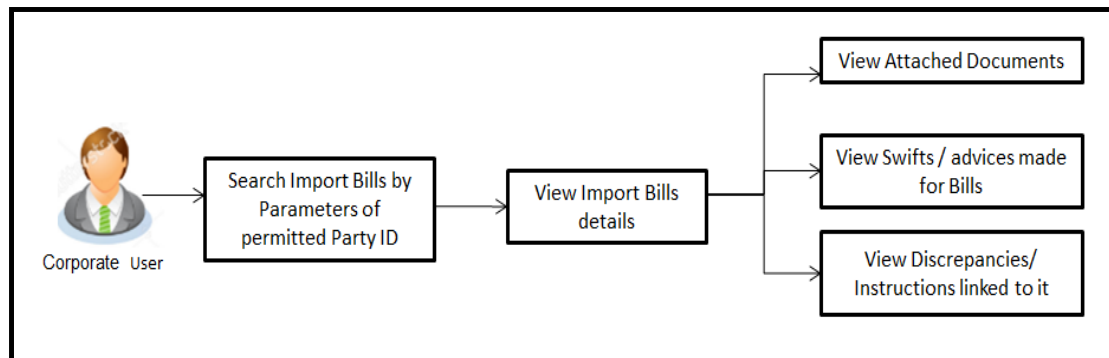 View Attached Documents
Search Import Bills by
Parameters of
permitted Party ID
View Import Bills
details
View Swifts / advices made
for Bills
View Discrepancies/
Instructions linked to it
Corporate User